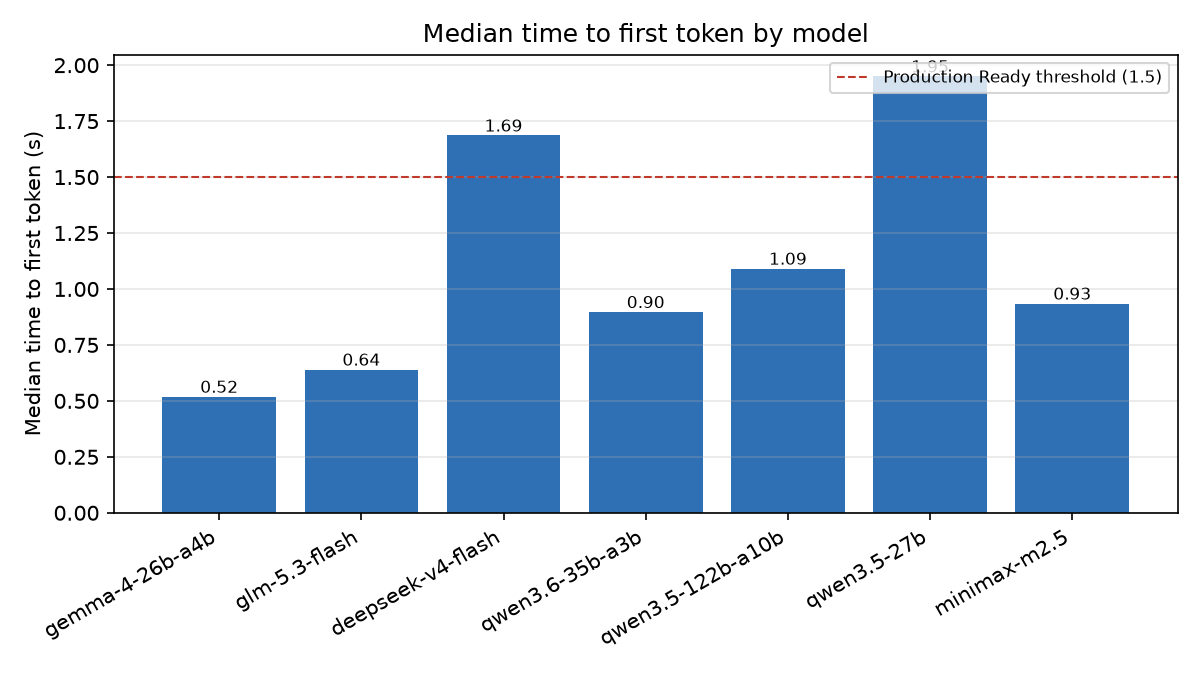 Median time to first token by model
Median time to first token (s)
2.00
1.75
1.50
1.25
1.00
0.75
0.50
0.25
0.00
Production Ready threshold (1.5)
0.52
0.64
1.69
0.90
1.09
1.95
0.93
gemma-4-26b-a4b
glm-5.3-flash
deepseek-v4-flash
qwen3.6-35b-a3b
qwen3.5-122b-a10b
qwen3.5-27b
minimax-m2.5